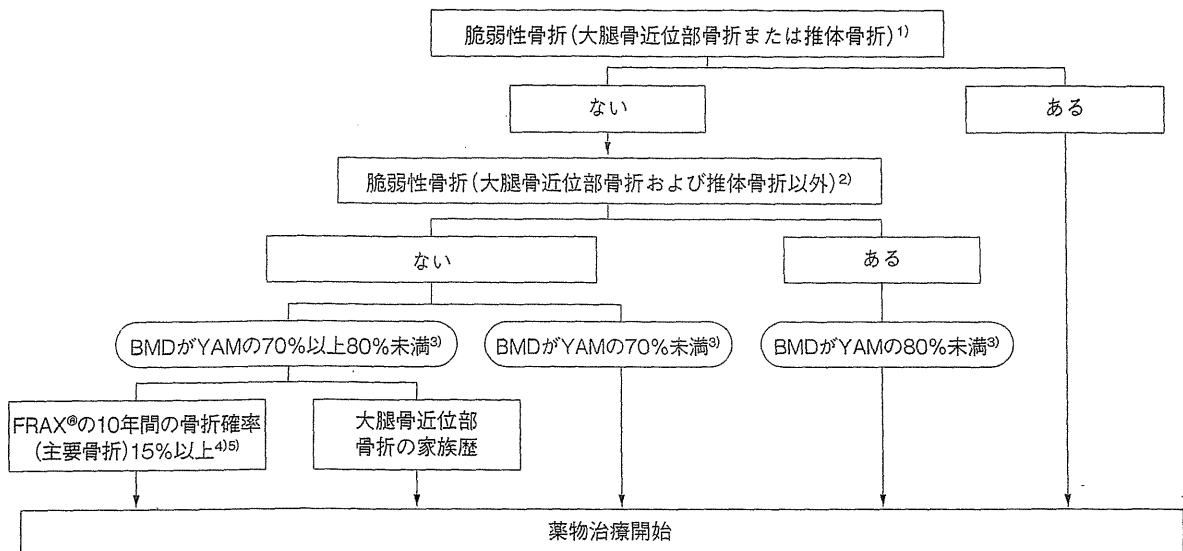 脆弱性骨折(大腿骨近位部骨折または推体骨折)1)
ない
ある
脆弱性骨折(大腿骨近位部骨折および推体骨折以外)2)
ない
ある
BMDがYAMの70%以上80%未満3)
BMDがYAMの70%未満3)
BMDがYAMの80%未満3)
FRAX®の10年間の骨折確率
(主要骨折)15%以上4)5)
大腿骨近位部
骨折の家族歴
薬物治療開始